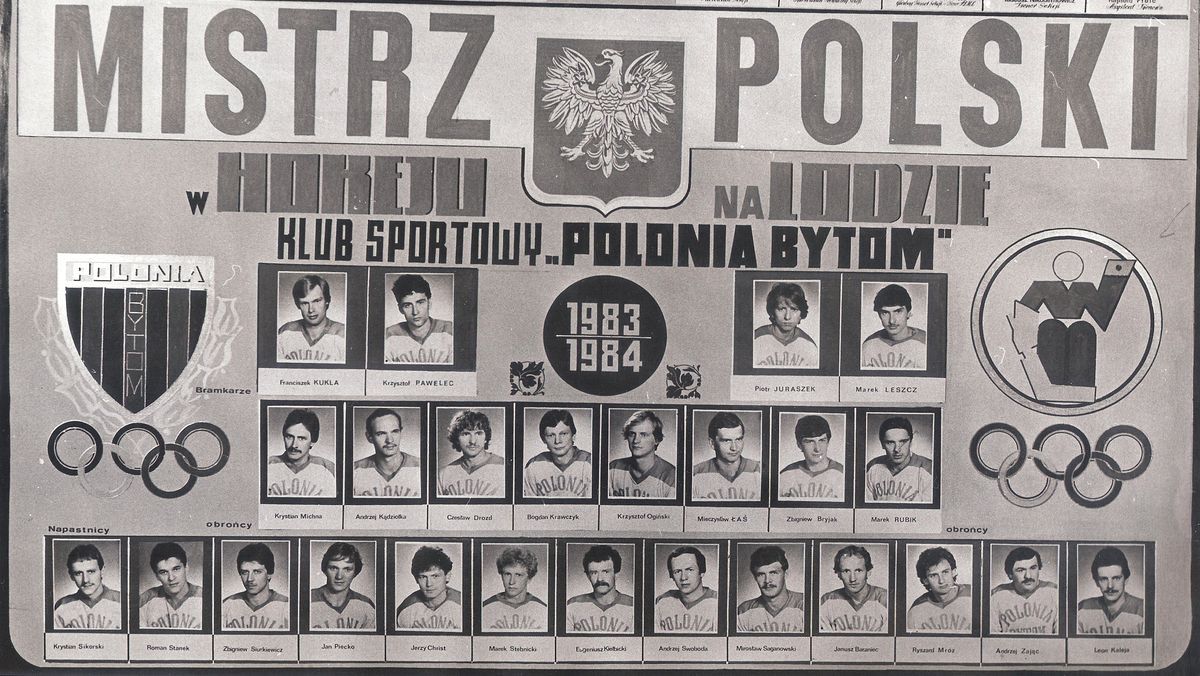 MISTRZ POLSKI
W HOKEJU NA LODZIE
KLUB SPORTOWY „POLONIA BYTOM"
POLONIA
BYTOM
1983
1984
Franciszek KUKLA
Krzysztof PAWELEC
Piotr JURASZEK
Marek LESZCZ
Bramkarze
Krystian Michna
Andrzej Kądziołka
Czesław Drozd
Bogdan Krawczyk
Krzysztof Ogiński
Mieczysław ŁAŚ
Zbigniew Bryjak
Marek RUBIK
Napastnicy
obrońcy
obrońcy
Krystian Sikorski
Roman Stanek
Zbigniew Siurkiewicz
Jan Piecko
Jerzy Christ
Marek Stebnicki
Eugeniusz Kiełbicki
Andrzej Swoboda
Mirosław Saganowski
Janusz Baraniec
Ryszard Mróz
Andrzej Zając
Leon Kaleja